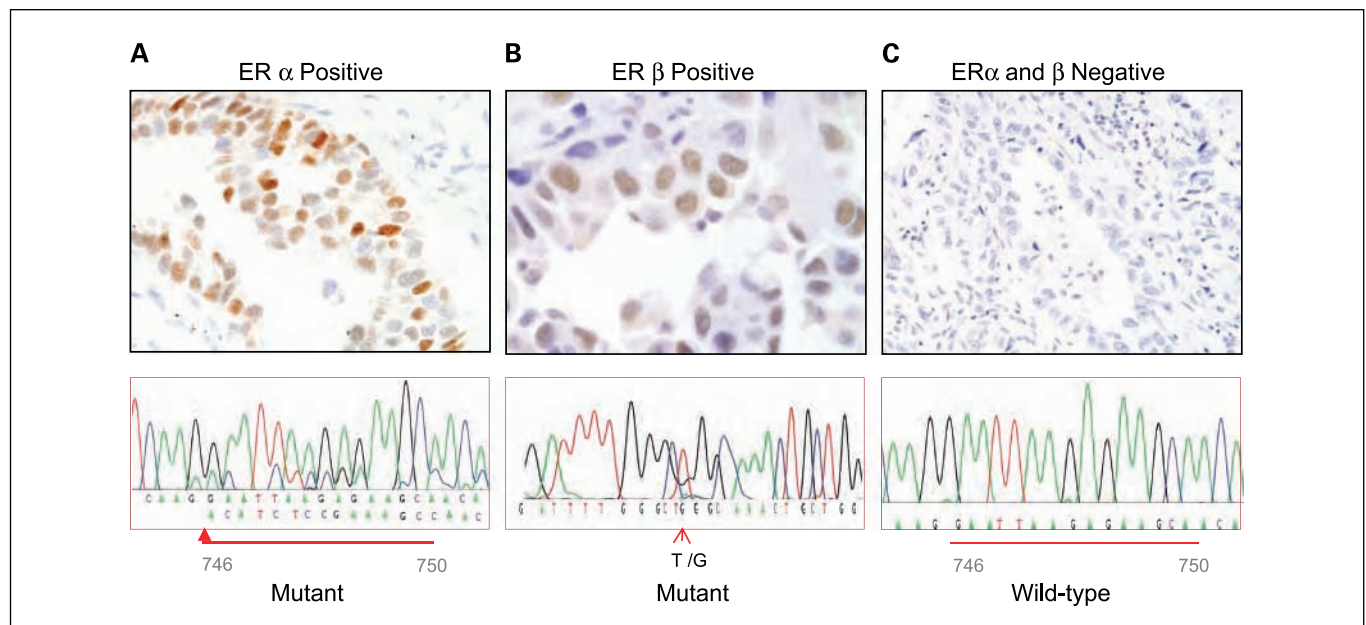 A
ER α Positive
B
ER β Positive
C
ERα and β Negative
C A A G G A A T T A A G A G A A G C A A C A
A C A T C T C C G A A A G C C A A C
G A T T T T G G G C T G G G C A A A C T G C T G G
A A G G A A T T A A G A G A A G C A A C A
746
750
Mutant
T /G
Mutant
746
750
Wild-type